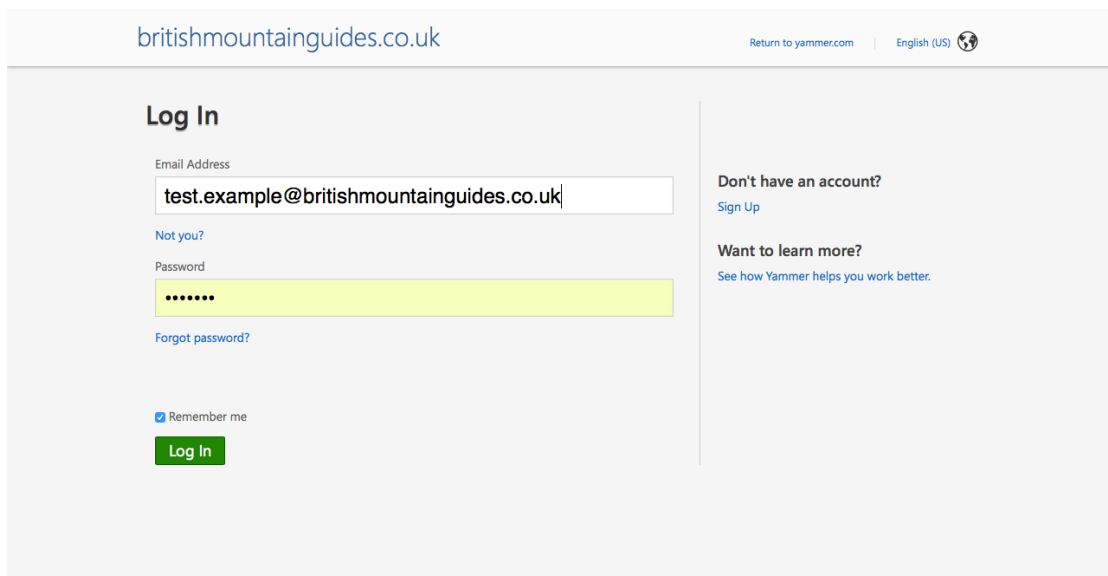 britishmountainguides.co.uk
Return to yammer.com
English (US)
Log In
Email Address
test.example@britishmountainguides.co.uk
Not you?
Password
•••••••
Forgot password?
Remember me
Log In
Don't have an account?
Sign Up
Want to learn more?
See how Yammer helps you work better.